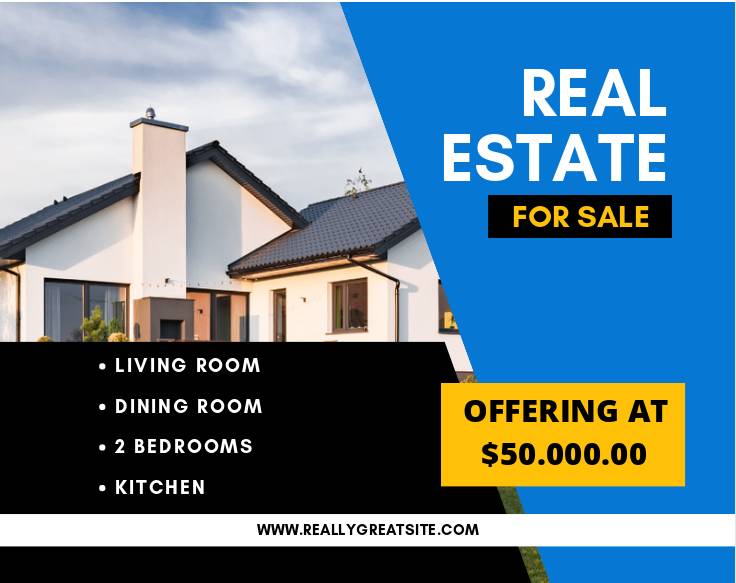 REAL
ESTATE
FOR SALE
• LIVING ROOM
• DINING ROOM
• 2 BEDROOMS
• KITCHEN
OFFERING AT
$50.000.00
WWW.REALLYGREATSITE.COM